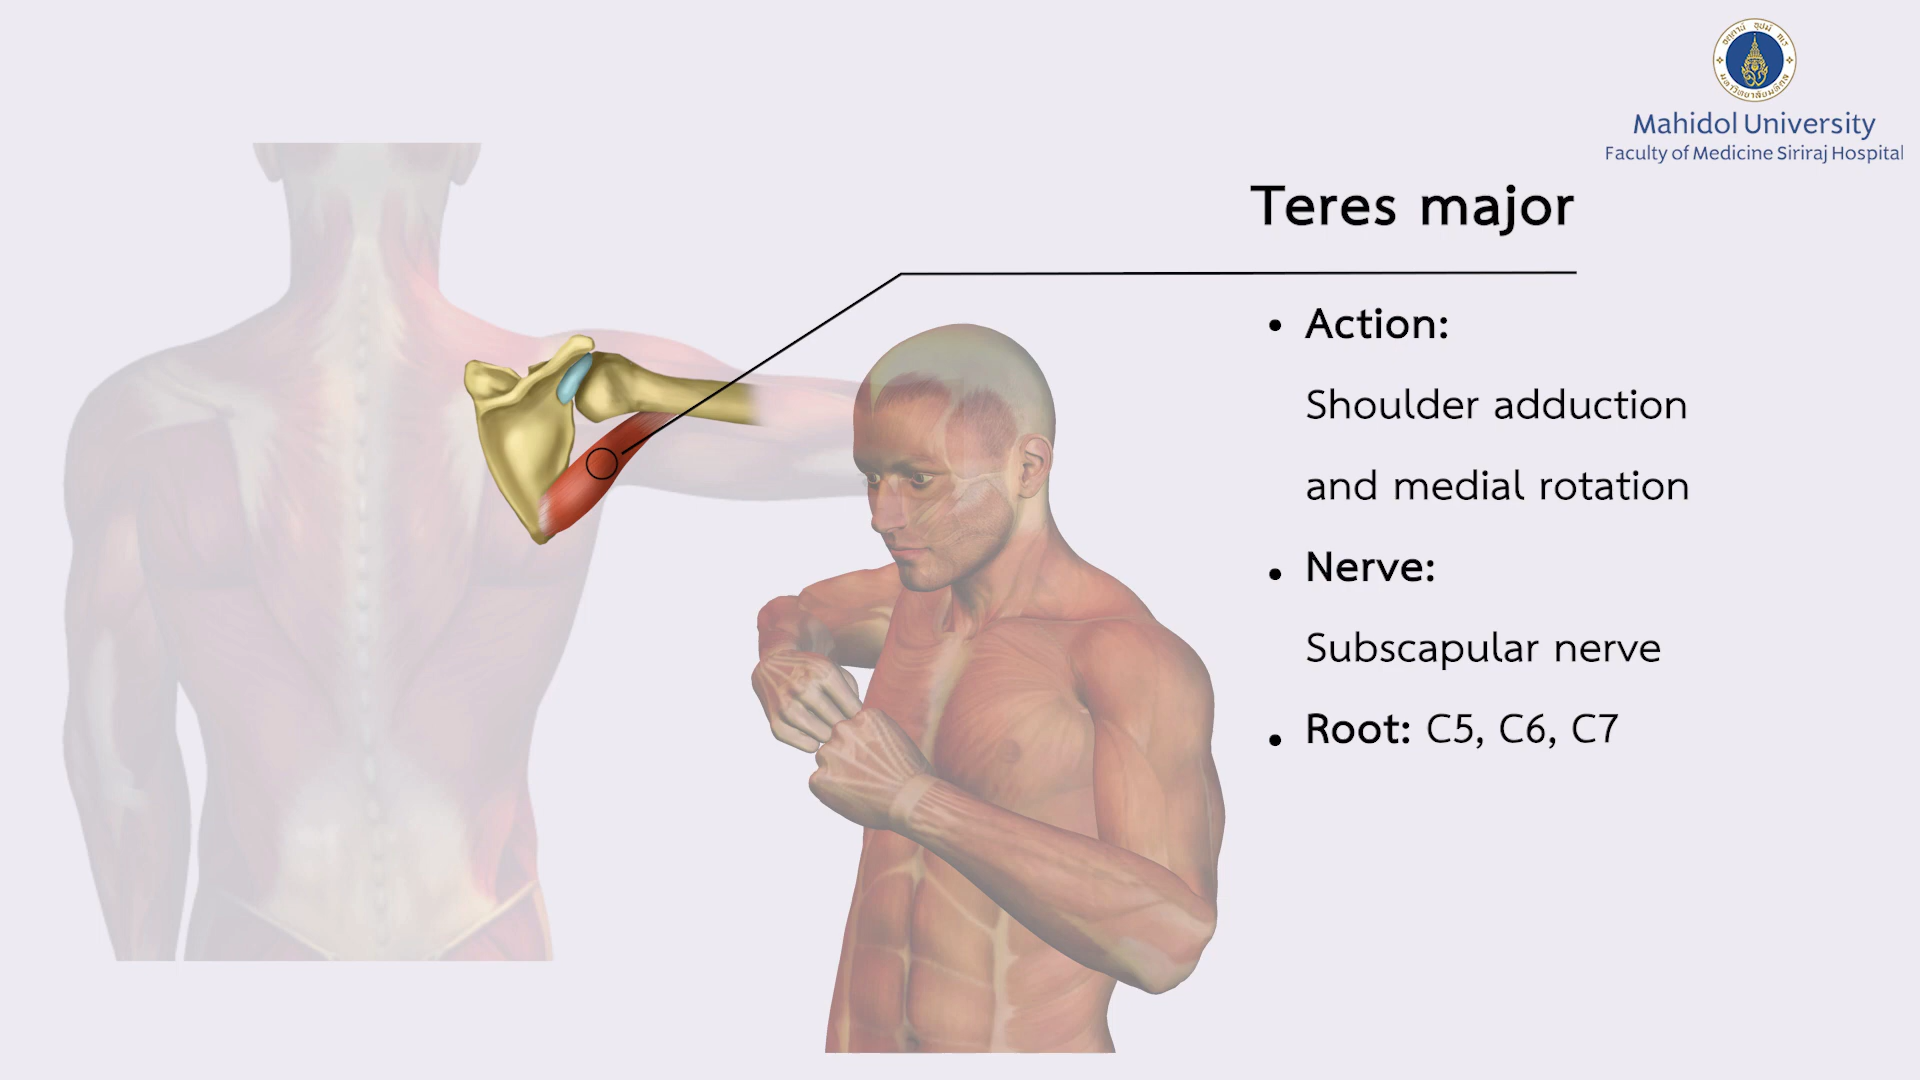 Mahidol University
Faculty of Medicine Siriraj Hospital
Teres major
• Action:
Shoulder adduction
and medial rotation
• Nerve:
Subscapular nerve
• Root: C5, C6, C7